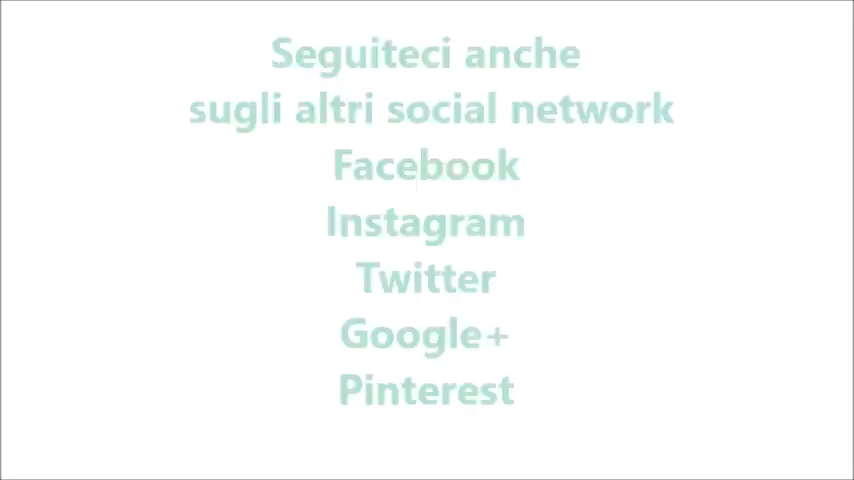 Seguiteci anche
sugli altri social network
Facebook
Instagram
Twitter
Google+
Pinterest